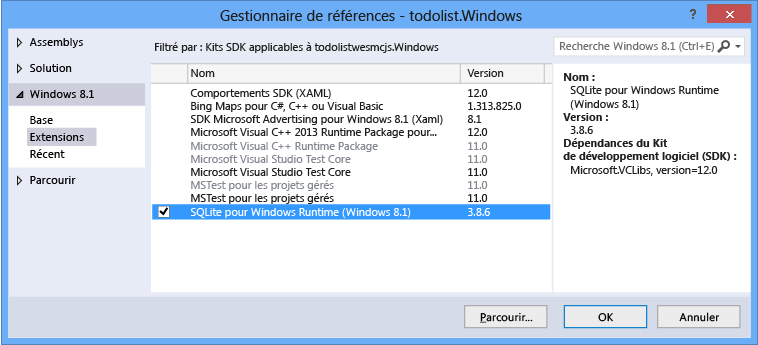 Gestionnaire de références - todolist.Windows
Assemblys
Solution
Windows 8.1
Base
Extensions
Récent
Parcourir
Filtré par : Kits SDK applicables à todolistwesmcjs.Windows
Recherche Windows 8.1 (Ctrl+E)
Nom Version
Comportements SDK (XAML) 12.0
Bing Maps pour C#, C++ ou Visual Basic 1.313.825.0
SDK Microsoft Advertising pour Windows 8.1 (Xaml) 8.1
Microsoft Visual C++ 2013 Runtime Package pour... 12.0
Microsoft Visual C++ Runtime Package 11.0
Microsoft Visual Studio Test Core 11.0
Microsoft Visual Studio Test Core 11.0
MSTest pour les projets gérés 11.0
MSTest pour les projets gérés 11.0
SQLite pour Windows Runtime (Windows 8.1) 3.8.6
Nom :
SQLite pour Windows Runtime
(Windows 8.1)
Version :
3.8.6
Dépendances du Kit
de développement logiciel (SDK) :
Microsoft.VCLibs, version=12.0
Parcourir...
OK
Annuler